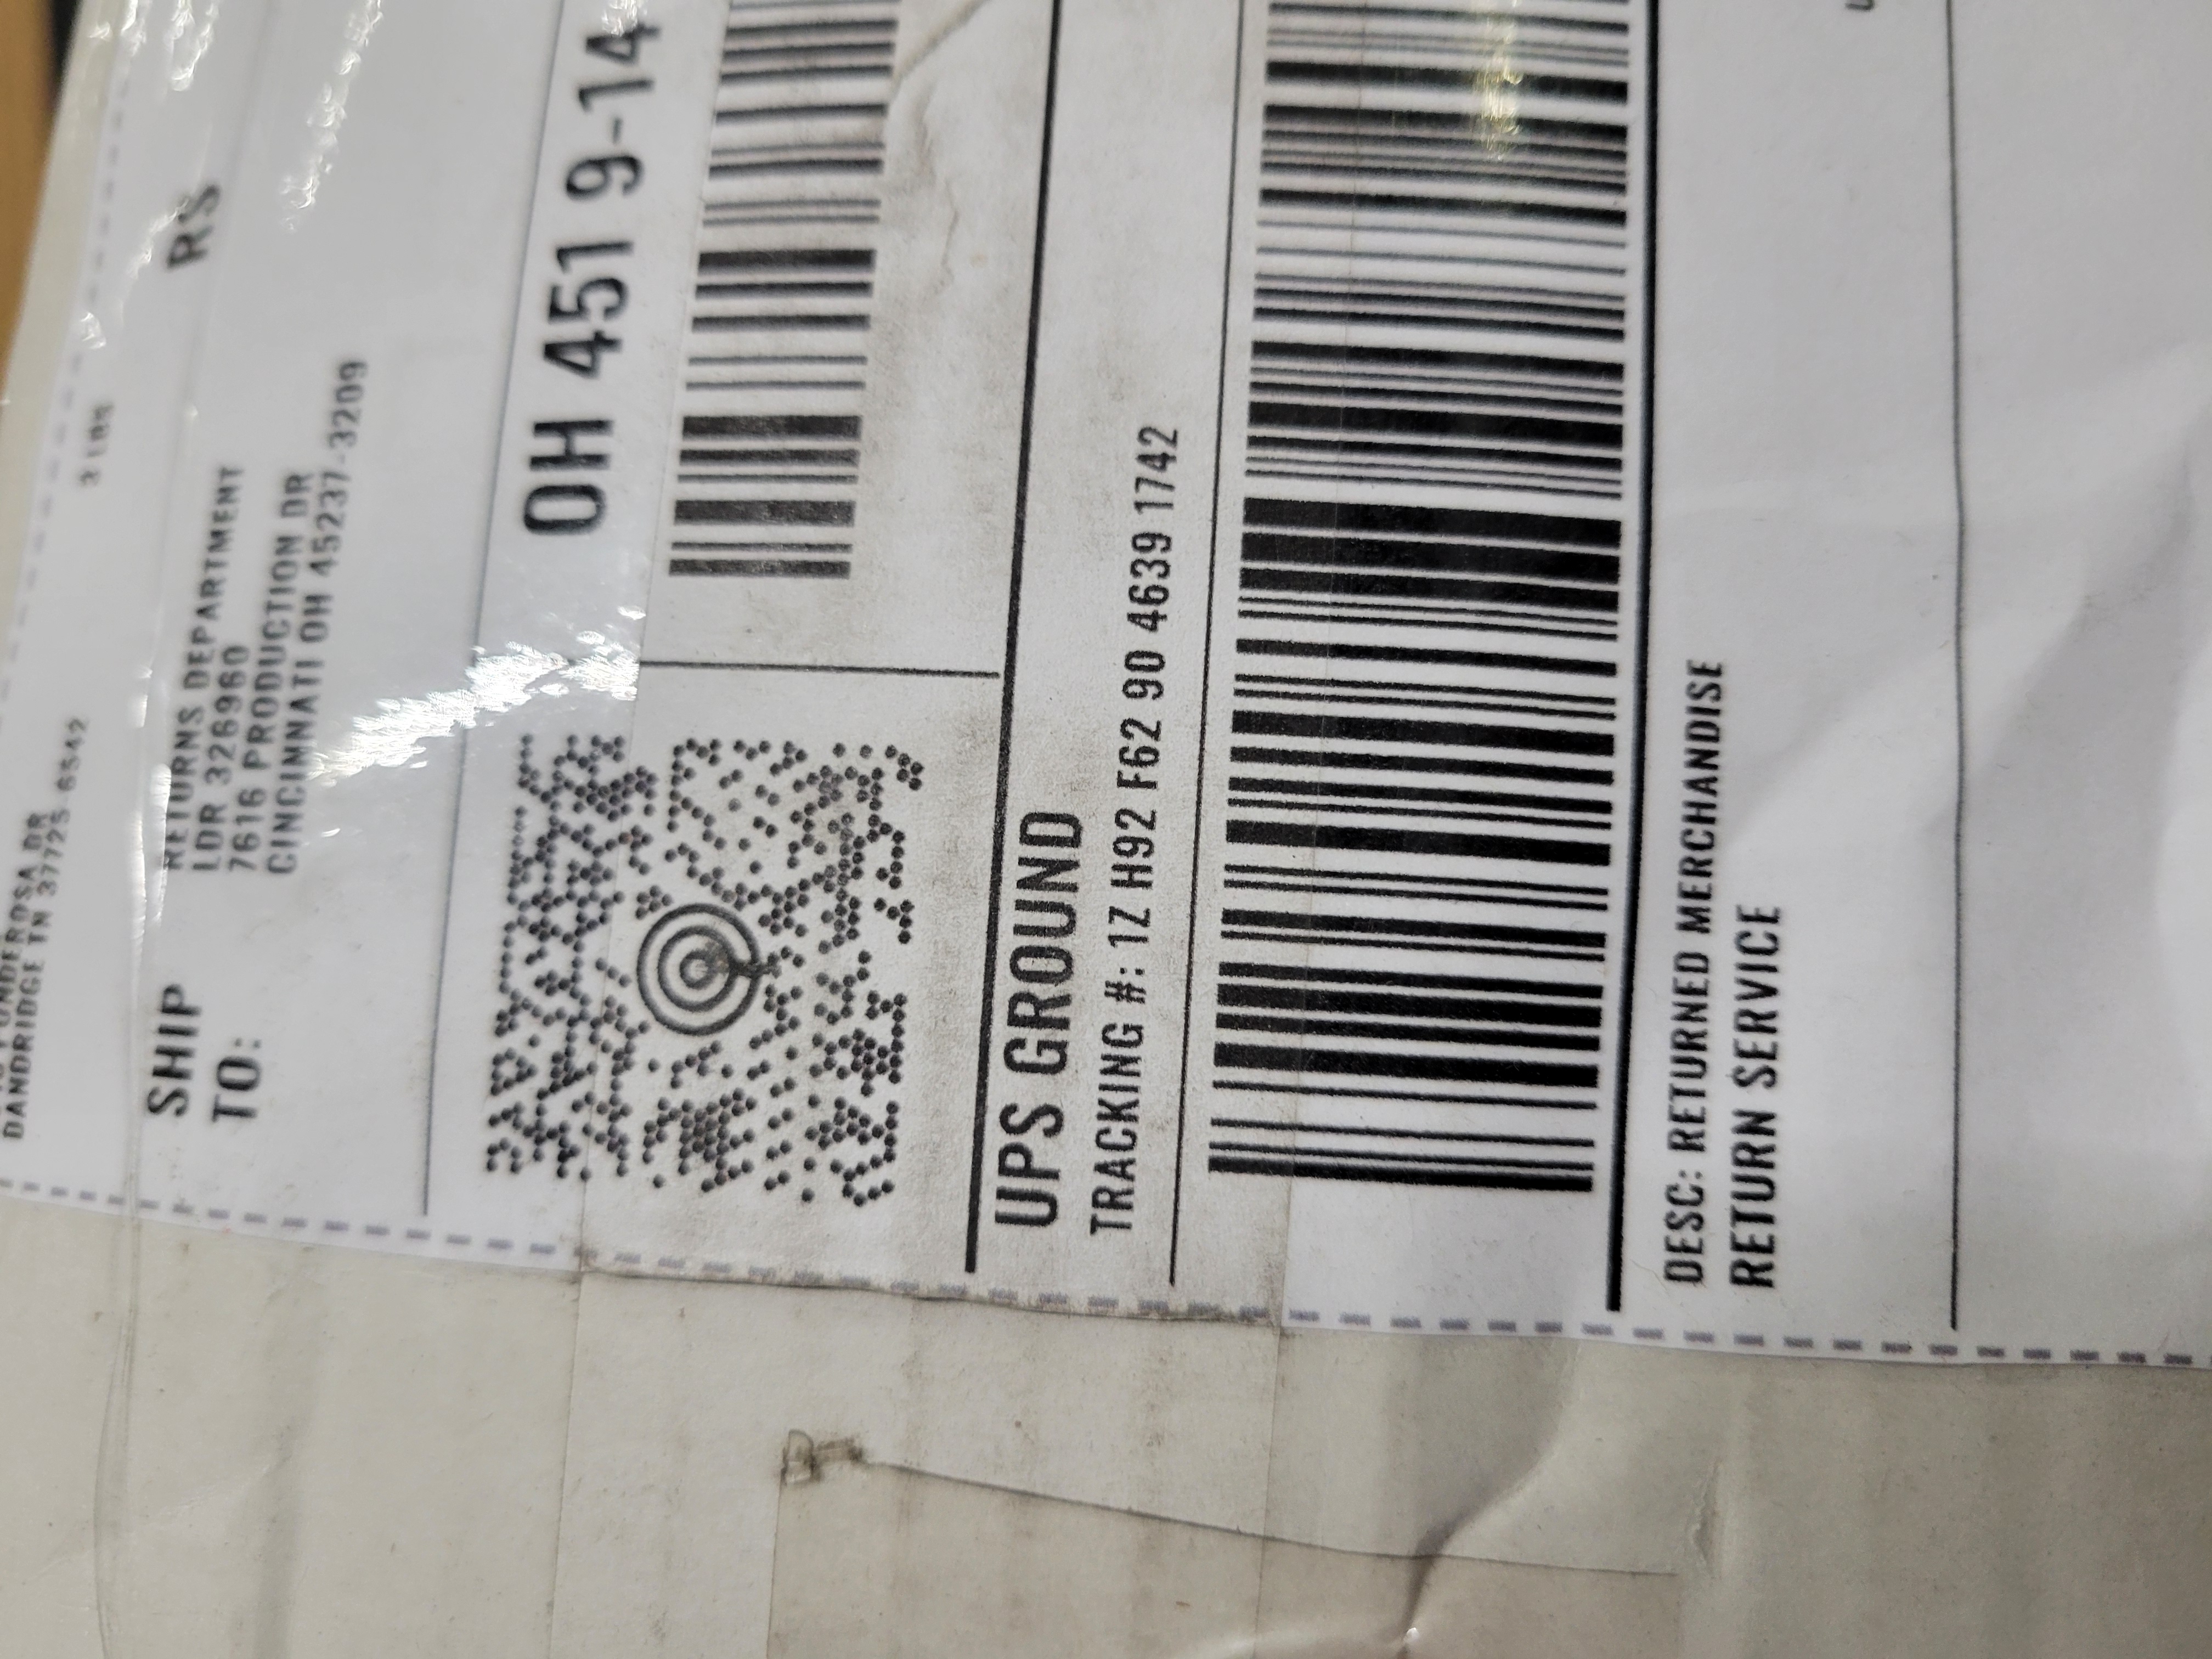 DANDRIDGE TN 37725-6542
3 LBS
RS
SHIP
TO:
RETURNS DEPARTMENT
LDR 326960
7616 PRODUCTION DR
CINCINNATI OH 45237-3209
OH 451 9-14
UPS GROUND
TRACKING #: 1Z H92 F62 90 4639 1742
DESC: RETURNED MERCHANDISE
RETURN SERVICE